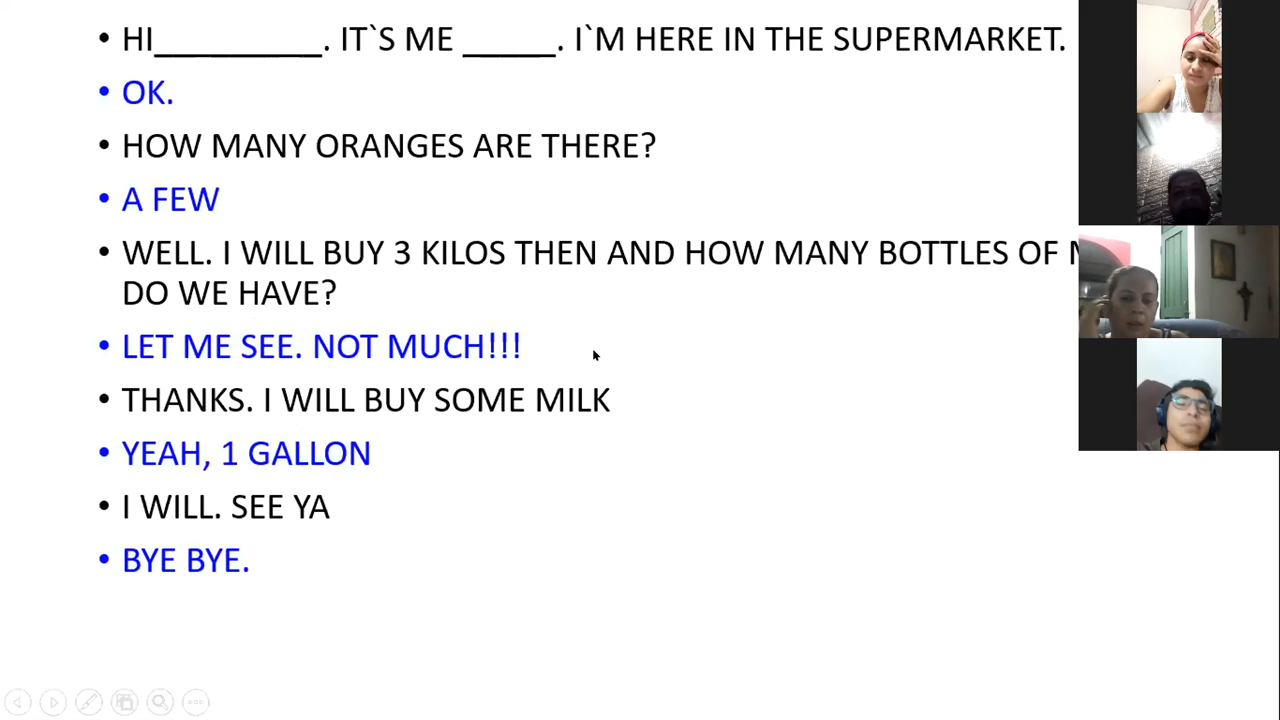 • HI_________. IT`S ME _____. I`M HERE IN THE SUPERMARKET.
• OK.
• HOW MANY ORANGES ARE THERE?
• A FEW
• WELL. I WILL BUY 3 KILOS THEN AND HOW MANY BOTTLES OF
DO WE HAVE?
• LET ME SEE. NOT MUCH!!!
• THANKS. I WILL BUY SOME MILK
• YEAH, 1 GALLON
• I WILL. SEE YA
• BYE BYE.